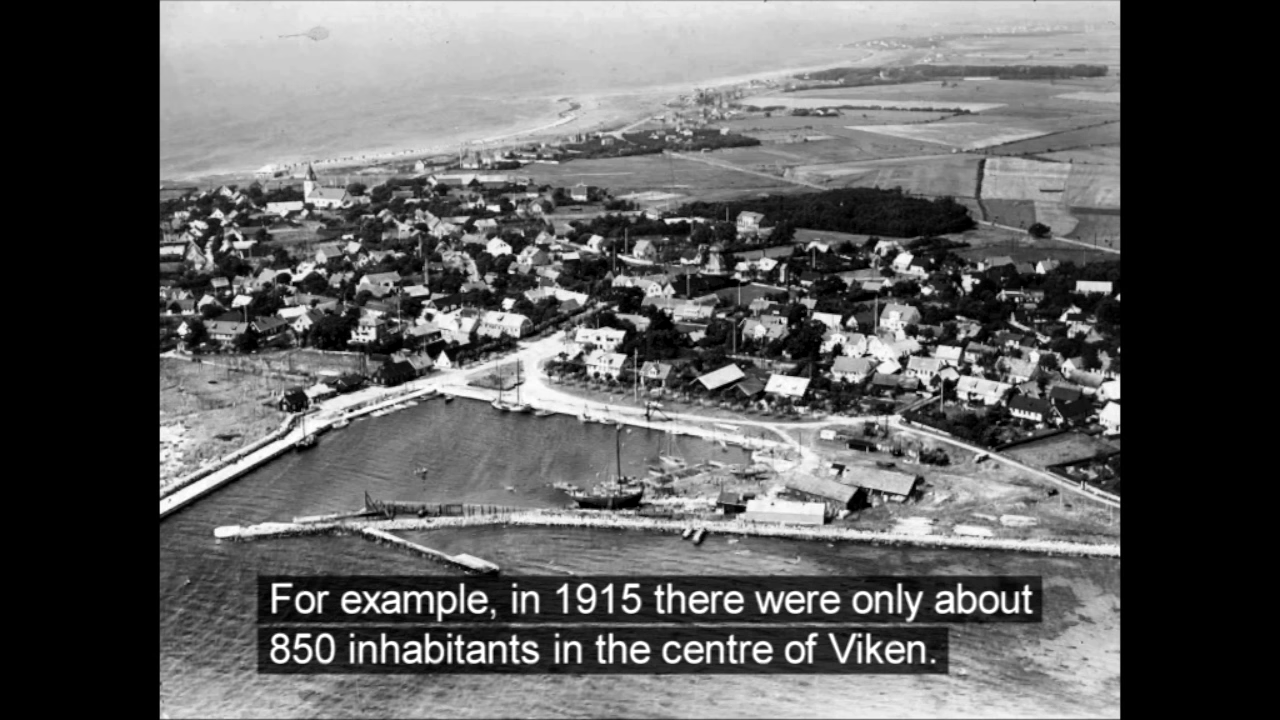 For example, in 1915 there were only about
850 inhabitants in the centre of Viken.